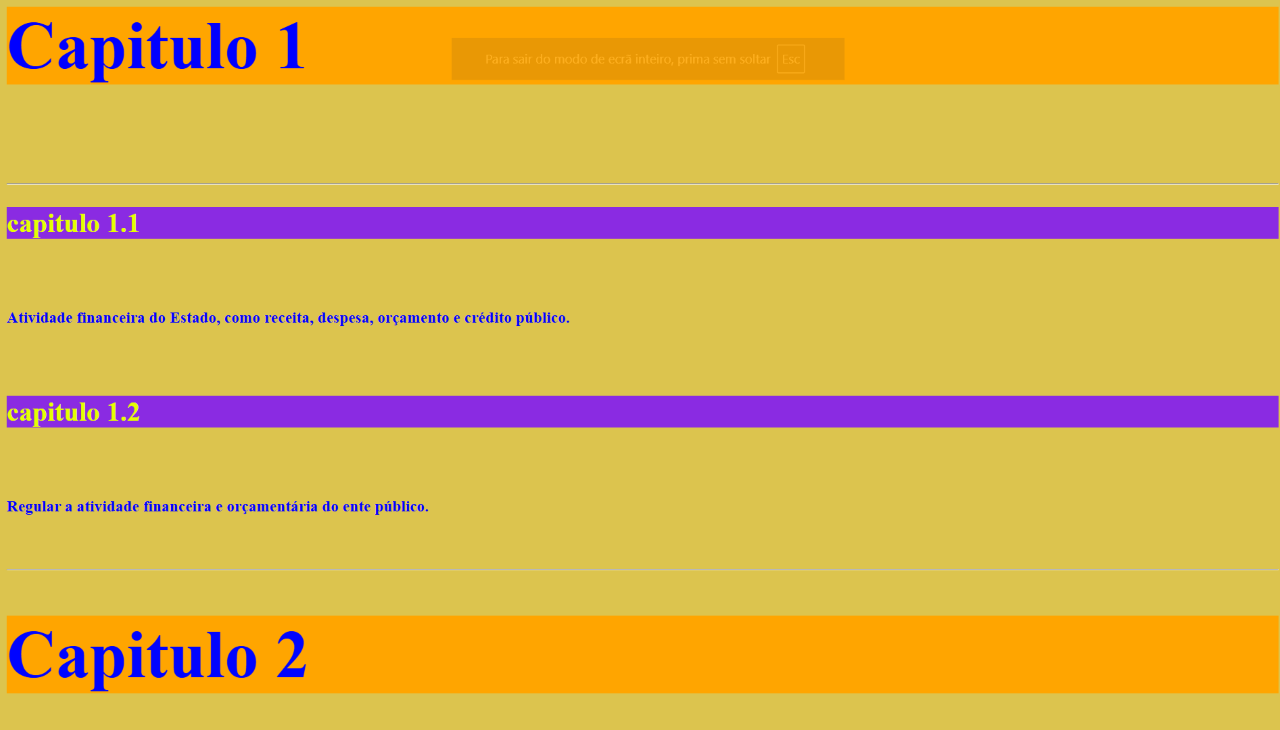 Capitulo 1
Para sair do modo de ecrã inteiro, prima sem soltar Esc
capitulo 1.1
Atividade financeira do Estado, como receita, despesa, orçamento e crédito público.
capitulo 1.2
Regular a atividade financeira e orçamentária do ente público.
Capitulo 2